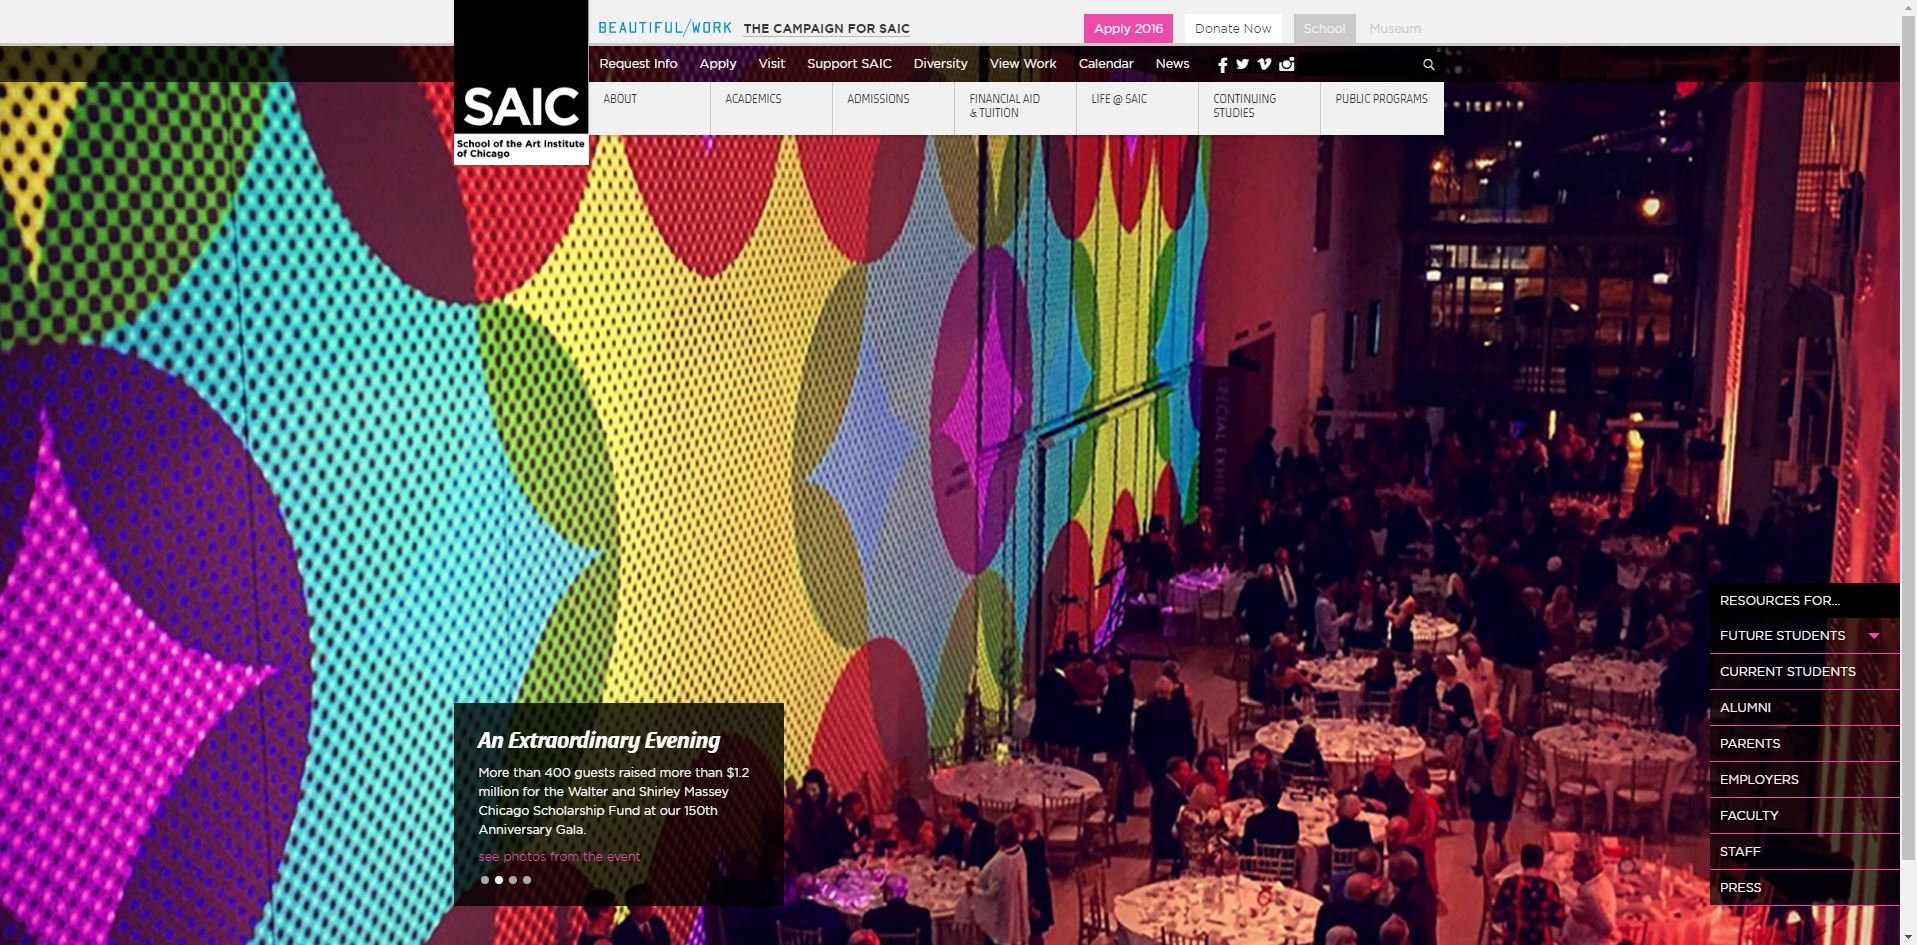 BEAUTIFUL/WORK THE CAMPAIGN FOR SAIC
Apply 2016 Donate Now School Museum
Request Info Apply Visit Support SAIC Diversity View Work Calendar News
SAIC
School of the Art Institute
of Chicago
ABOUT
ACADEMICS
ADMISSIONS
FINANCIAL AID
& TUITION
LIFE @ SAIC
CONTINUING
STUDIES
PUBLIC PROGRAMS
An Extraordinary Evening
More than 400 guests raised more than $1.2
million for the Walter and Shirley Massey
Chicago Scholarship Fund at our 150th
Anniversary Gala.
see photos from the event
RESOURCES FOR...
FUTURE STUDENTS
CURRENT STUDENTS
ALUMNI
PARENTS
EMPLOYERS
FACULTY
STAFF
PRESS
SPECIAL